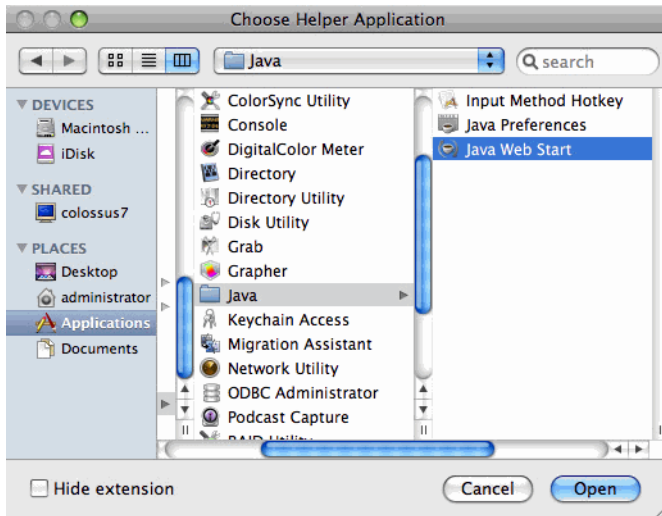 Choose Helper Application
Java
search
DEVICES
Macintosh ...
iDisk
SHARED
colossus7
PLACES
Desktop
administrator
Applications
Documents
ColorSync Utility
Console
DigitalColor Meter
Directory
Directory Utility
Disk Utility
Grab
Grapher
Java
Keychain Access
Migration Assistant
Network Utility
ODBC Administrator
Podcast Capture
RAID Utility
Input Method Hotkey
Java Preferences
Java Web Start
Hide extension
Cancel
Open